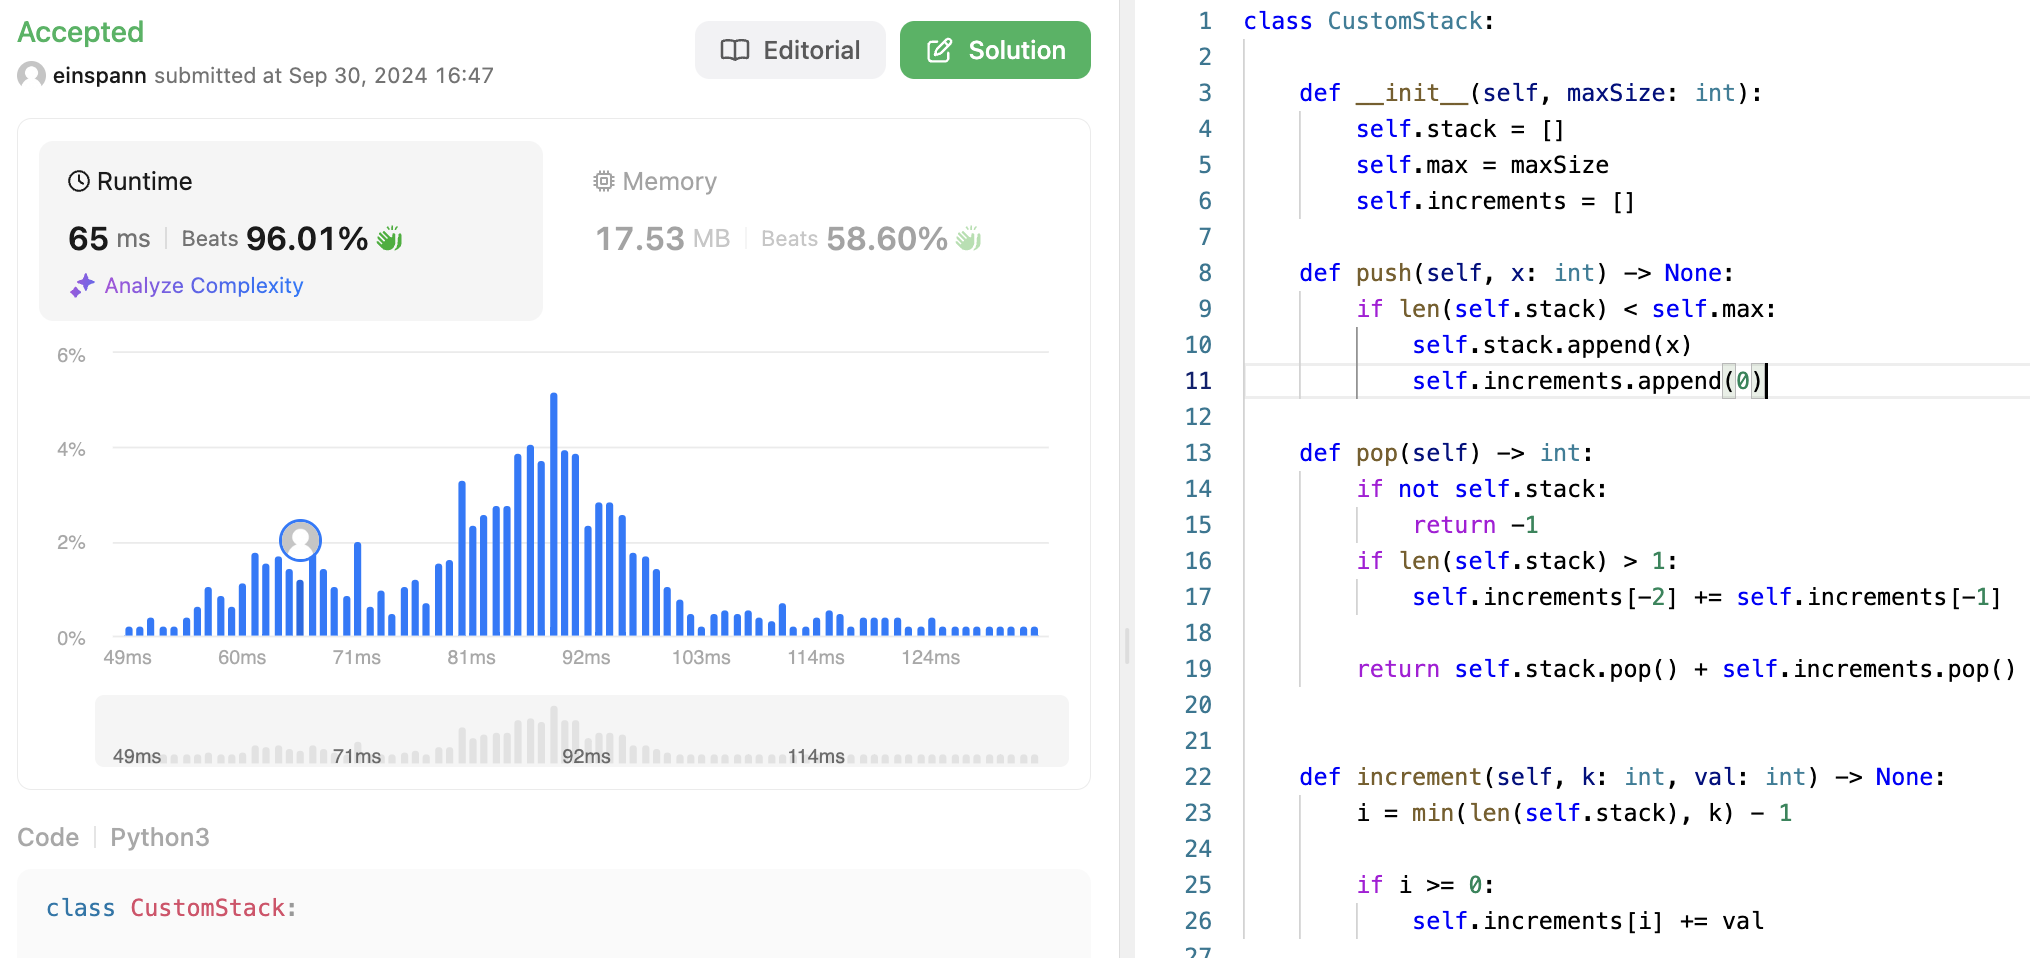 Accepted
einspann submitted at Sep 30, 2024 16:47
Editorial
Solution
Runtime
65 ms | Beats 96.01%
Analyze Complexity
Memory
17.53 MB | Beats 58.60%
6%
4%
2%
0%
49ms 60ms 71ms 81ms 92ms 103ms 114ms 124ms
49ms 71ms 92ms 114ms
Code | Python3
class CustomStack:
1 class CustomStack:
2
3     def __init__(self, maxSize: int):
4         self.stack = []
5         self.max = maxSize
6         self.increments = []
7
8     def push(self, x: int) -> None:
9         if len(self.stack) < self.max:
10             self.stack.append(x)
11             self.increments.append(0)
12
13     def pop(self) -> int:
14         if not self.stack:
15             return -1
16         if len(self.stack) > 1:
17             self.increments[-2] += self.increments[-1]
18
19         return self.stack.pop() + self.increments.pop()
20
21
22     def increment(self, k: int, val: int) -> None:
23         i = min(len(self.stack), k) - 1
24
25         if i >= 0:
26             self.increments[i] += val
27